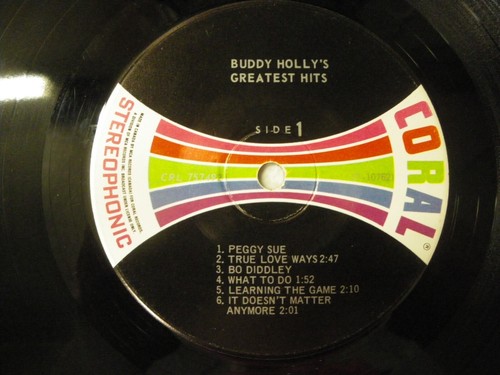 BUDDY HOLLY'S
GREATEST HITS
SIDE 1
CORAL
®
STEREOPHONIC
1. PEGGY SUE
2. TRUE LOVE WAYS 2:47
3. BO DIDDLEY
4. WHAT TO DO 1:52
5. LEARNING THE GAME 2:10
6. IT DOESN'T MATTER
ANYMORE 2:01